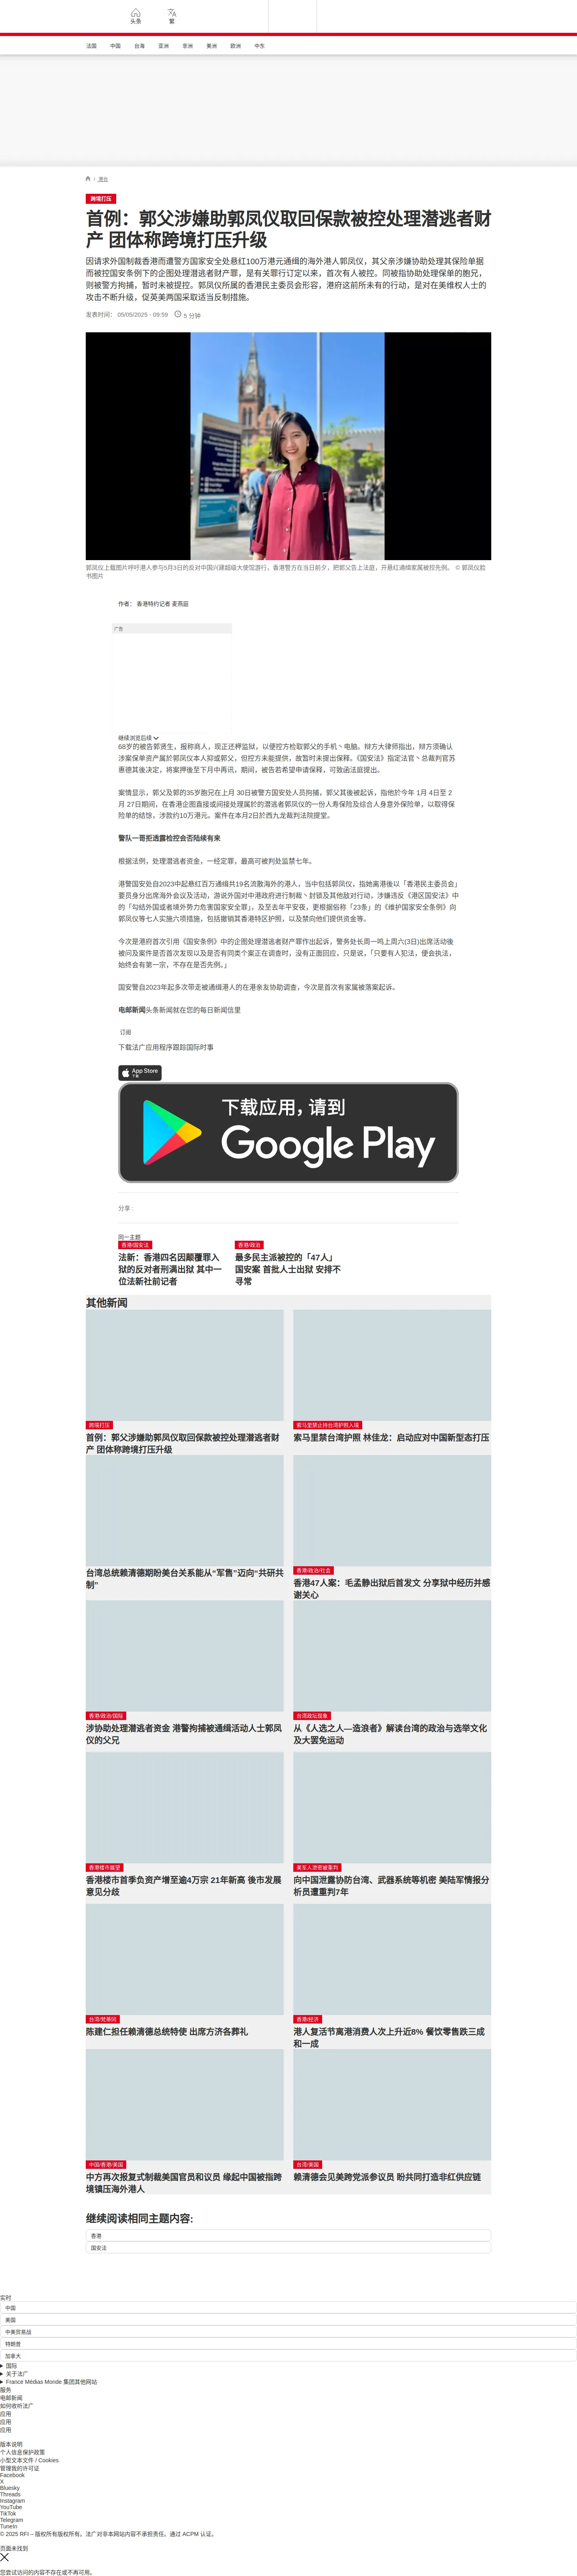 头条
繁
法国
中国
台海
亚洲
非洲
美洲
欧洲
中东
/ 港台
跨境打压
首例：郭父涉嫌助郭凤仪取回保款被控处理潜逃者财
产 团体称跨境打压升级
因请求外国制裁香港而遭警方国家安全处悬红100万港元通缉的海外港人郭凤仪，其父亲涉嫌协助处理其保险单据
而被控国安条例下的企图处理潜逃者财产罪，是有关罪行订定以来，首次有人被控。同被指协助处理保单的胞兄，
则被警方拘捕，暂时未被提控。郭凤仪所属的香港民主委员会形容，港府这前所未有的行动，是对在美维权人士的
攻击不断升级，促英美两国采取适当反制措施。
发表时间： 05/05/2025 - 09:59
5 分钟
郭凤仪上载图片呼吁港人参与5月3日的反对中国兴建超级大使馆游行，香港警方在当日前夕，把郭父告上法庭，开悬红通缉家属被控先例。 © 郭凤仪脸
书图片
作者： 香港特约记者 麦燕庭
广告
继续浏览后续
68岁的被告郭贤生，报称商人，现正还柙监狱，以便控方检取郭父的手机丶电脑。辩方大律师指出，辩方须确认
涉案保单资产属於郭凤仪本人抑或郭父，但控方未能提供，故暂时未提出保释。《国安法》指定法官丶总裁判官苏
惠德其後决定，将案押後至下月中再讯，期间，被告若希望申请保释，可致函法庭提出。
案情显示，郭父及郭的35岁胞兄在上月 30日被警方国安处人员拘捕，郭父其後被起诉，指他於今年 1月 4日至 2
月 27日期间，在香港企图直接或间接处理属於的潜逃者郭凤仪的一份人寿保险及综合人身意外保险单，以取得保
险单的结馀，涉款约10万港元。案件在本月2日於西九龙裁判法院提堂。
警队一哥拒透露检控会否陆续有来
根据法例，处理潜逃者资金，一经定罪，最高可被判处监禁七年。
港警国安处自2023中起悬红百万通缉共19名流散海外的港人，当中包括郭凤仪，指她离港後以「香港民主委员会」
要员身分出席海外会议及活动，游说外国对中港政府进行制裁丶封锁及其他敌对行动，涉嫌违反《港区国安法》中
的「勾结外国或者境外势力危害国家安全罪」，及至去年平安夜，更根据俗称「23条」的《维护国家安全条例》向
郭凤仪等七人实施六项措施，包括撤销其香港特区护照，以及禁向他们提供资金等。
今次是港府首次引用《国安条例》中的企图处理潜逃者财产罪作出起诉，警务处长周一鸣上周六(3日)出席活动後
被问及案件是否首次发现以及是否有同类个案正在调查时，没有正面回应，只是说，「只要有人犯法，便会执法，
始终会有第一宗，不存在是否先例。」
国安警自2023年起多次带走被通缉港人的在港亲友协助调查，今次是首次有家属被落案起诉。
电邮新闻头条新闻就在您的每日新闻信里
订阅
下载法广应用程序跟踪国际时事
App Store
下载
下载应用，请到
Google Play
分享 :
同一主题
香港/国安法
法新：香港四名因颠覆罪入
狱的反对者刑满出狱 其中一
位法新社前记者
香港/政治
最多民主派被控的「47人」
国安案 首批人士出狱 安排不
寻常
其他新闻
跨境打压
首例：郭父涉嫌助郭凤仪取回保款被控处理潜逃者财
产 团体称跨境打压升级
索马里禁止持台湾护照入境
索马里禁台湾护照 林佳龙：启动应对中国新型态打压
台湾总统赖清德期盼美台关系能从“军售”迈向“共研共
制”
香港/政治/社会
香港47人案：毛孟静出狱后首发文 分享狱中经历并感
谢关心
香港/政治/国际
涉协助处理潜逃者资金 港警拘捕被通缉活动人士郭凤
仪的父兄
台湾政坛现象
从《人选之人—造浪者》解读台湾的政治与选举文化
及大罢免运动
香港楼市展望
香港楼市首季负资产增至逾4万宗 21年新高 後市发展
意见分歧
美军人泄密被重判
向中国泄露协防台湾、武器系统等机密 美陆军情报分
析员遭重判7年
台湾/梵蒂冈
陈建仁担任赖清德总统特使 出席方济各葬礼
香港/经济
港人复活节离港消费人次上升近8% 餐饮零售跌三成
和一成
中国/香港/美国
中方再次报复式制裁美国官员和议员 缘起中国被指跨
境镇压海外港人
台湾/美国
赖清德会见美跨党派参议员 盼共同打造非红供应链
继续阅读相同主题内容:
香港
国安法
实时
中国
美国
中美贸易战
特朗普
加拿大
国际
关于法广
France Médias Monde 集团其他网站
服务
电邮新闻
如何收听法广
应用
应用
应用
版本说明
个人信息保护政策
小型文本文件 / Cookies
管理我的许可证
Facebook
X
Bluesky
Threads
Instagram
YouTube
TikTok
Telegram
TuneIn
© 2025 RFI – 版权所有版权所有。法广对非本网站内容不承担责任。通过 ACPM 认证。
页面未找到
您尝试访问的内容不存在或不再可用。